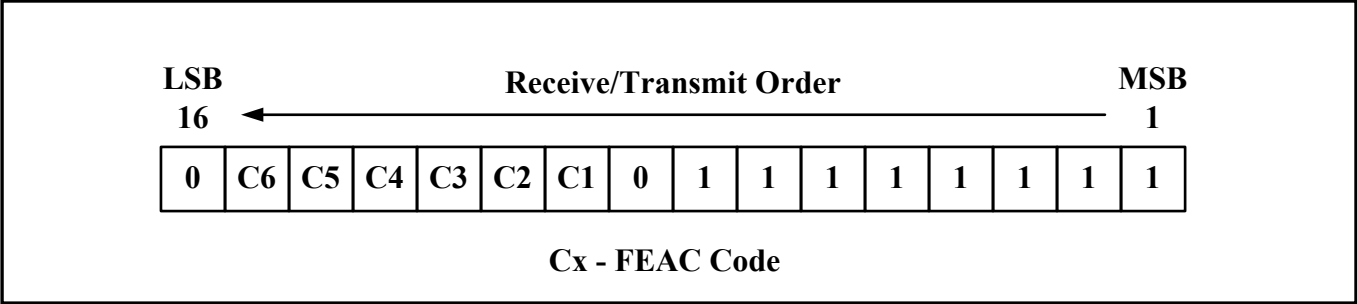 LSB Receive/Transmit Order MSB
16 1
0 C6 C5 C4 C3 C2 C1 0 1 1 1 1 1 1 1 1
Cx - FEAC Code